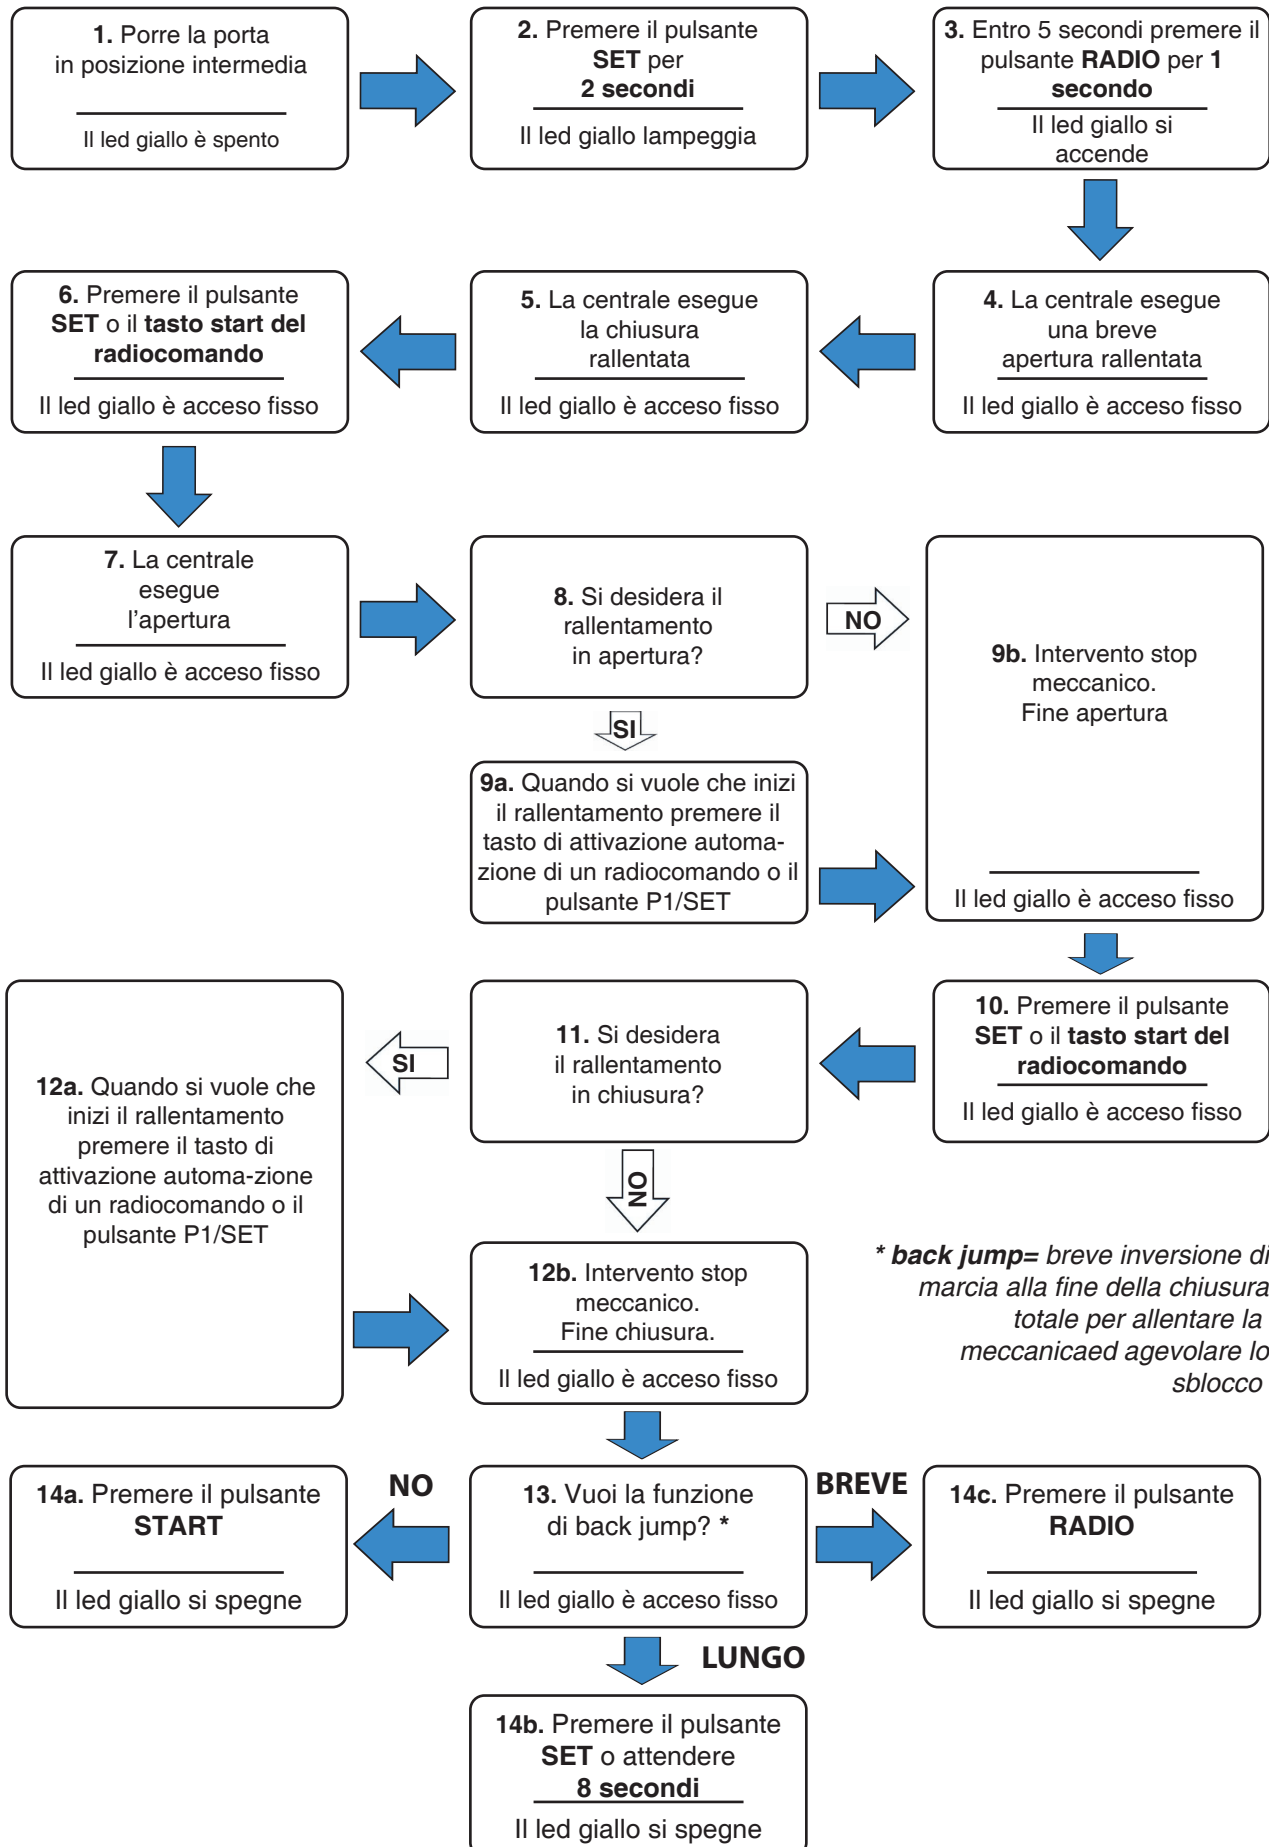 1. Porre la porta
in posizione intermedia
Il led giallo è spento
2. Premere il pulsante
SET per
2 secondi
Il led giallo lampeggia
3. Entro 5 secondi premere il
pulsante RADIO per 1
secondo
Il led giallo si
accende
4. La centrale esegue
una breve
apertura rallentata
Il led giallo è acceso fisso
5. La centrale esegue
la chiusura
rallentata
Il led giallo è acceso fisso
6. Premere il pulsante
SET o il tasto start del
radiocomando
Il led giallo è acceso fisso
7. La centrale
esegue
l'apertura
Il led giallo è acceso fisso
8. Si desidera il
rallentamento
in apertura?
NO
SI
9a. Quando si vuole che inizi
il rallentamento premere il
tasto di attivazione automa-
zione di un radiocomando o il
pulsante P1/SET
9b. Intervento stop
meccanico.
Fine apertura
Il led giallo è acceso fisso
10. Premere il pulsante
SET o il tasto start del
radiocomando
Il led giallo è acceso fisso
11. Si desidera
il rallentamento
in chiusura?
SI
NO
12a. Quando si vuole che
inizi il rallentamento
premere il tasto di
attivazione automa-zione
di un radiocomando o il
pulsante P1/SET
12b. Intervento stop
meccanico.
Fine chiusura.
Il led giallo è acceso fisso
* back jump= breve inversione di
marcia alla fine della chiusura
totale per allentare la
meccanicaed agevolare lo
sblocco
13. Vuoi la funzione
di back jump? *
Il led giallo è acceso fisso
NO
14a. Premere il pulsante
START
Il led giallo si spegne
BREVE
14c. Premere il pulsante
RADIO
Il led giallo si spegne
LUNGO
14b. Premere il pulsante
SET o attendere
8 secondi
Il led giallo si spegne